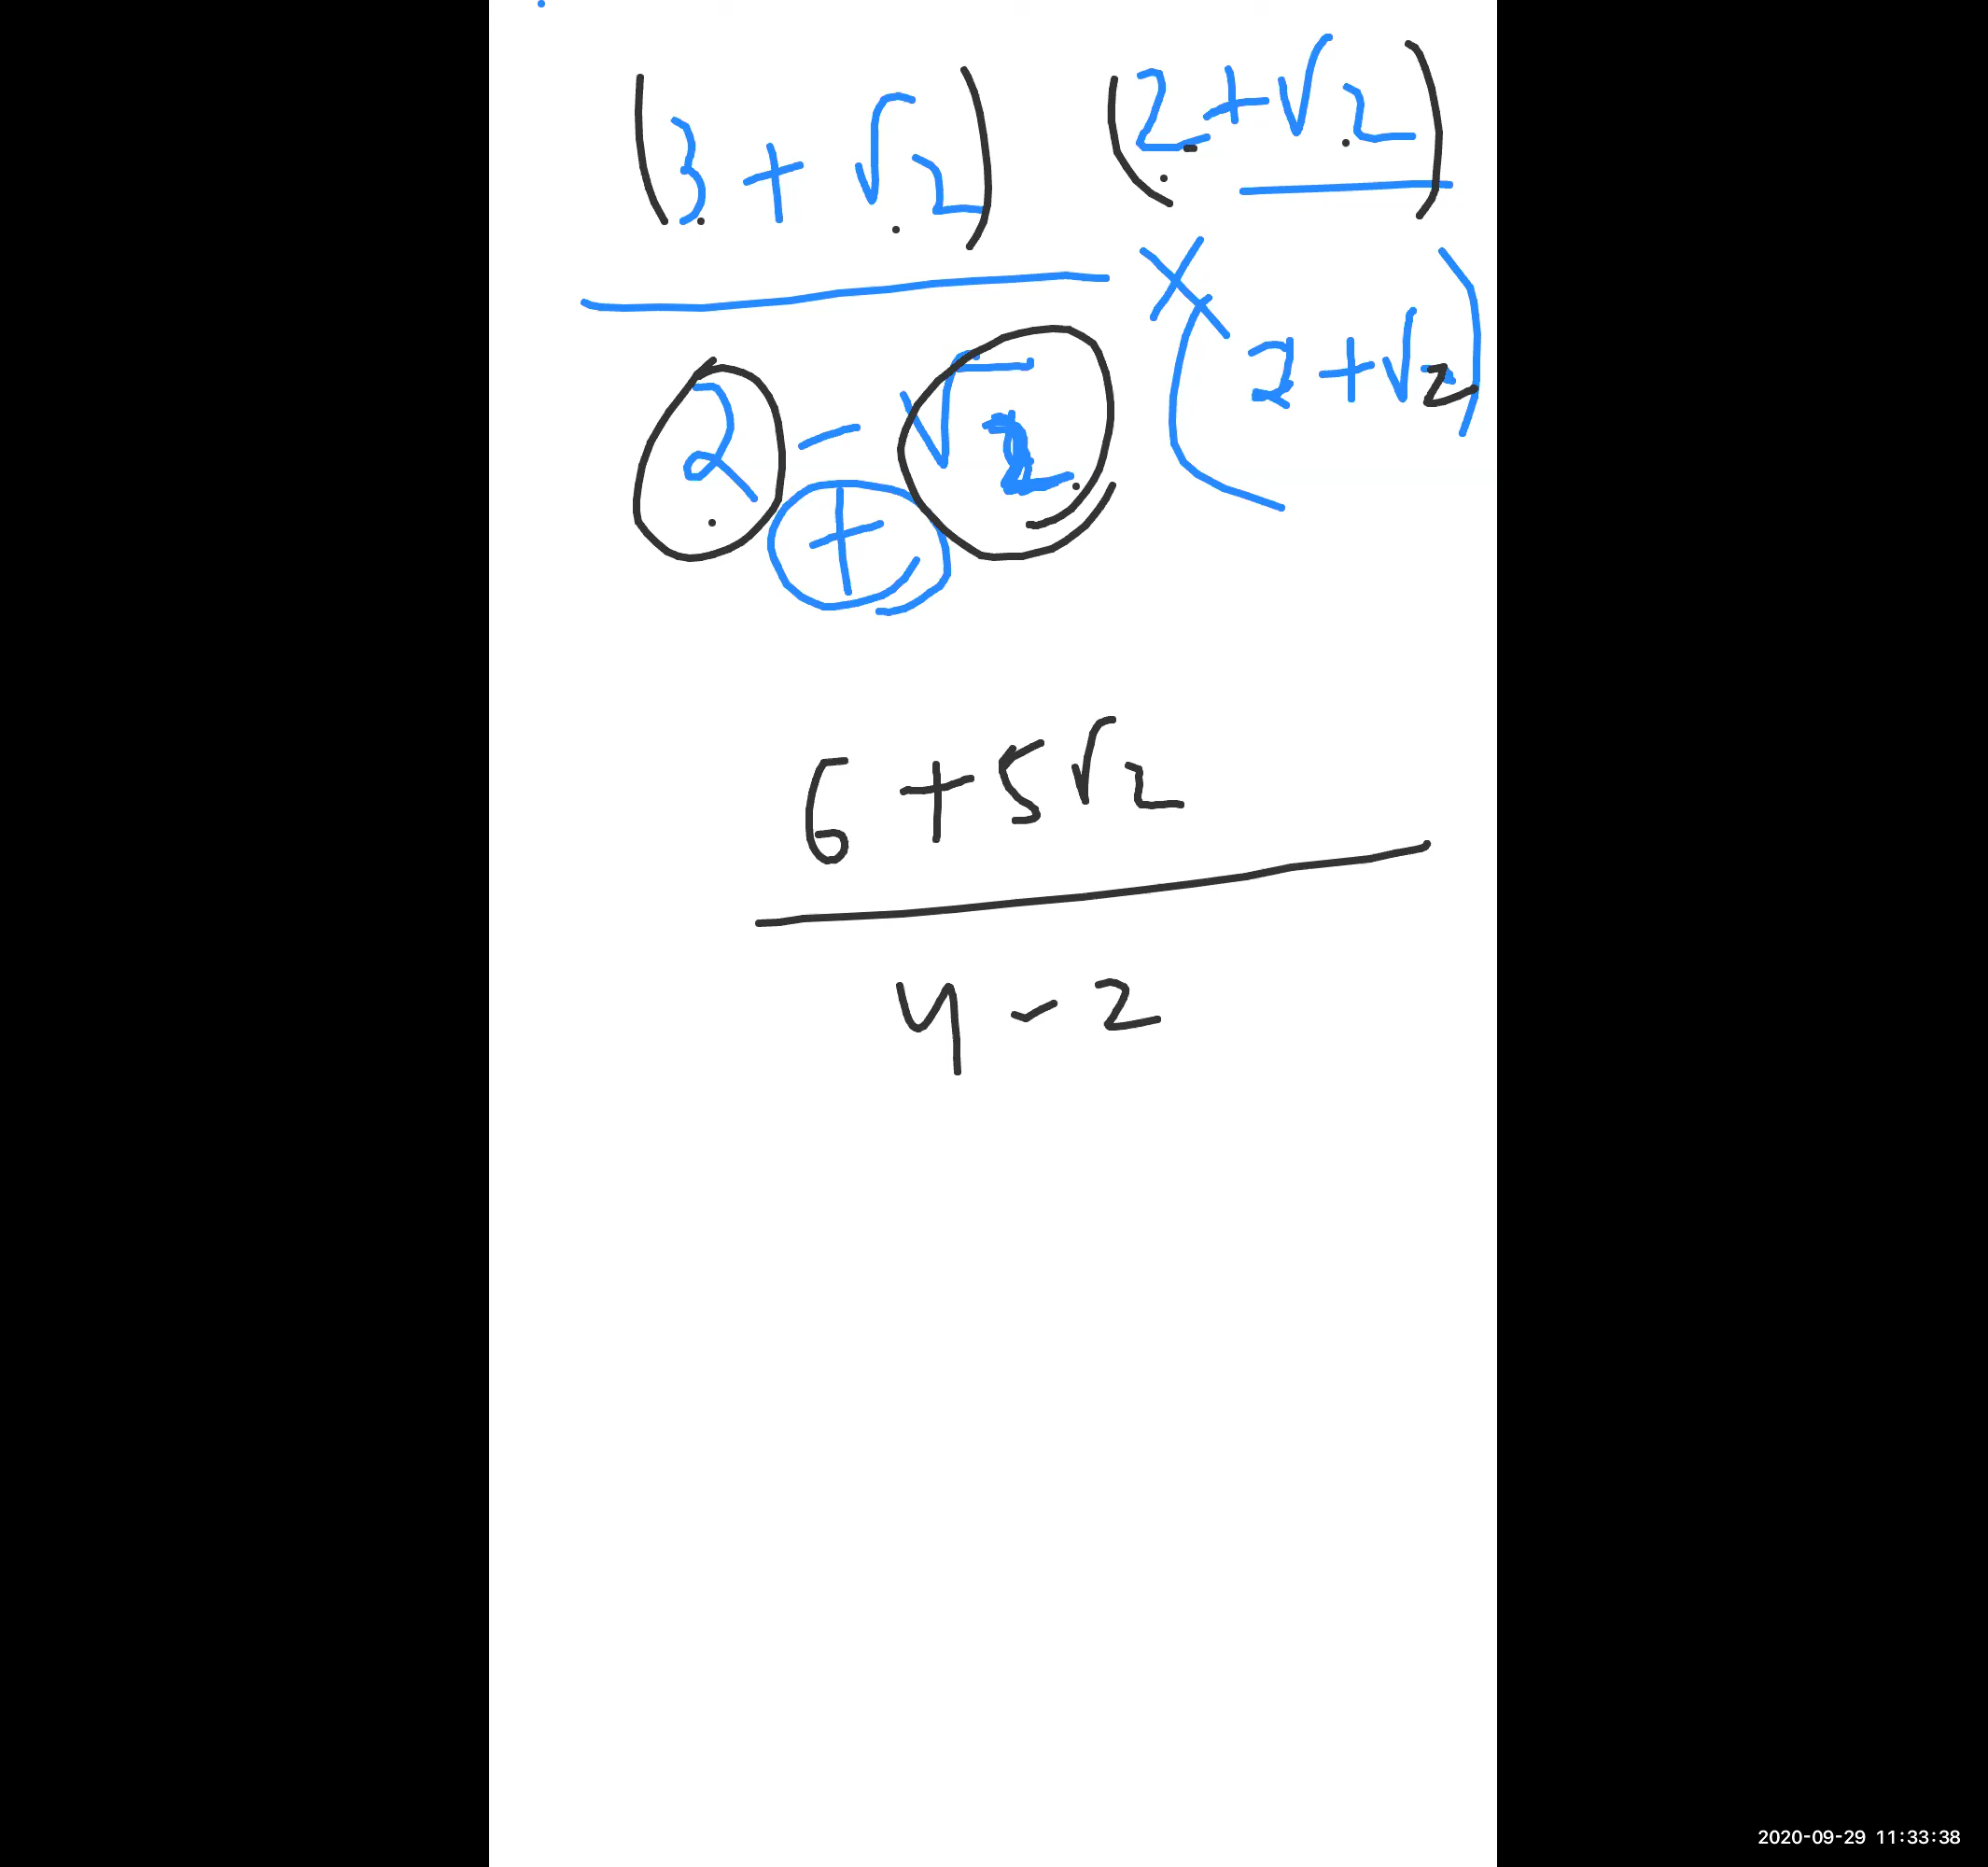 (3 + √2) (2 + √2)
× (2 + √2)
2 - √2
+
6 + 5√2
4 - 2
2020-09-29 11:33:38